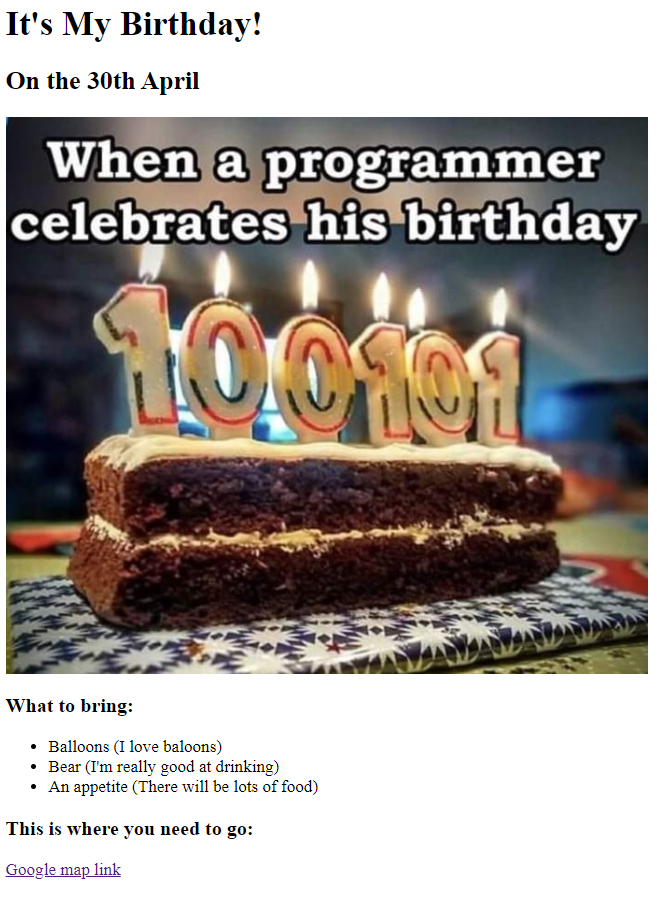 It's My Birthday!
On the 30th April
When a programmer
celebrates his birthday
100101
What to bring:
Balloons (I love baloons)
Bear (I'm really good at drinking)
An appetite (There will be lots of food)
This is where you need to go:
Google map link